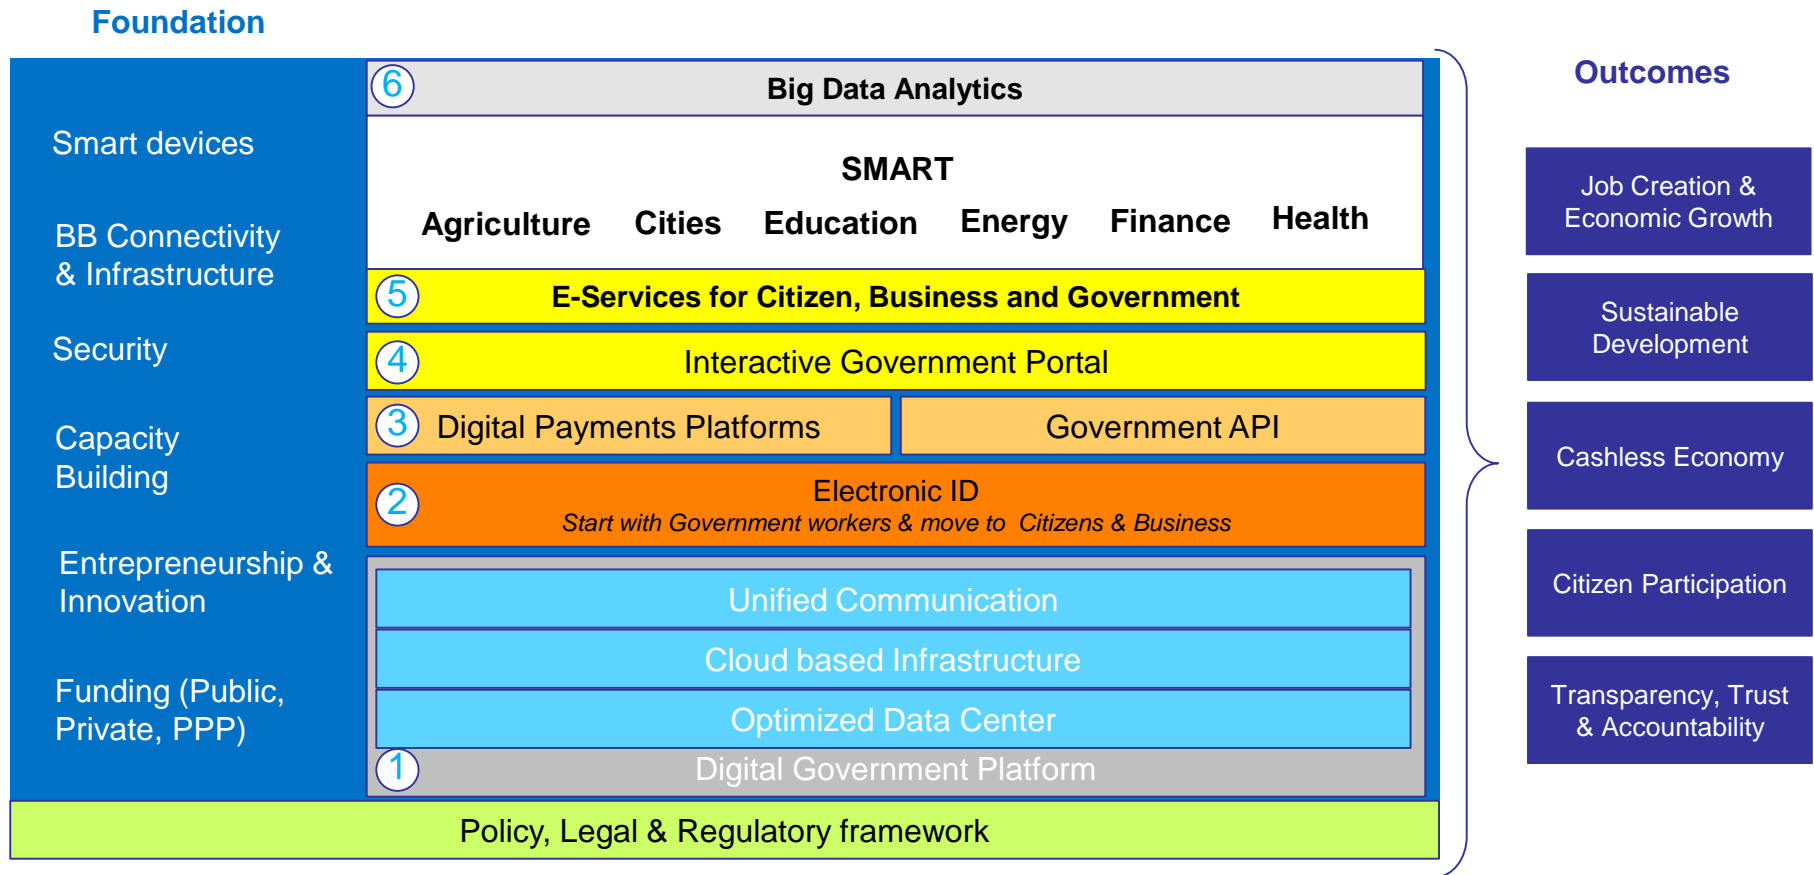 Foundation
Smart devices
BB Connectivity
& Infrastructure
Security
Capacity
Building
Entrepreneurship &
Innovation
Funding (Public,
Private, PPP)
6
Big Data Analytics
SMART
Agriculture Cities Education Energy Finance Health
5
E-Services for Citizen, Business and Government
4
Interactive Government Portal
3
Digital Payments Platforms
Government API
2
Electronic ID
Start with Government workers & move to Citizens & Business
Unified Communication
Cloud based Infrastructure
Optimized Data Center
1
Digital Government Platform
Policy, Legal & Regulatory framework
Outcomes
Job Creation &
Economic Growth
Sustainable
Development
Cashless Economy
Citizen Participation
Transparency, Trust
& Accountability